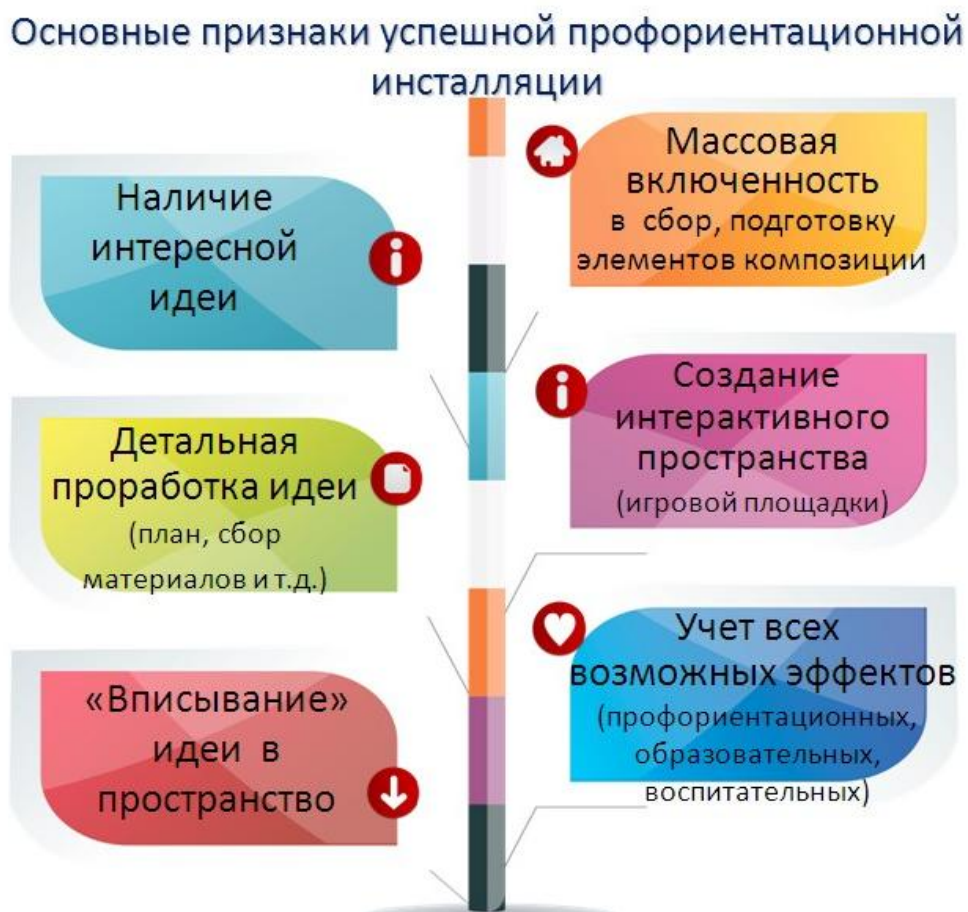 Основные признаки успешной профориентационной
инсталляции
Наличие
интересной
идеи
Детальная
проработка идеи
(план, сбор
материалов и т.д.)
«Вписывание»
идеи в
пространство
Массовая
включенность
в сбор, подготовку
элементов композиции
Создание
интерактивного
пространства
(игровой площадки)
Учет всех
возможных эффектов
(профориентационных,
образовательных,
воспитательных)